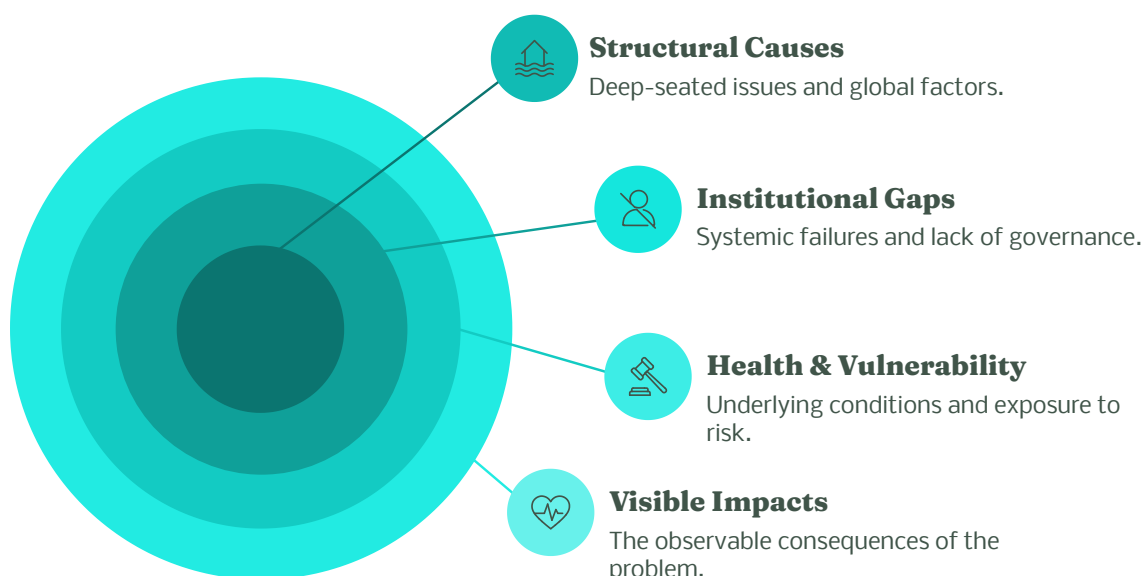 Structural Causes
Deep-seated issues and global factors.
Institutional Gaps
Systemic failures and lack of governance.
Health & Vulnerability
Underlying conditions and exposure to
risk.
Visible Impacts
The observable consequences of the
problem.